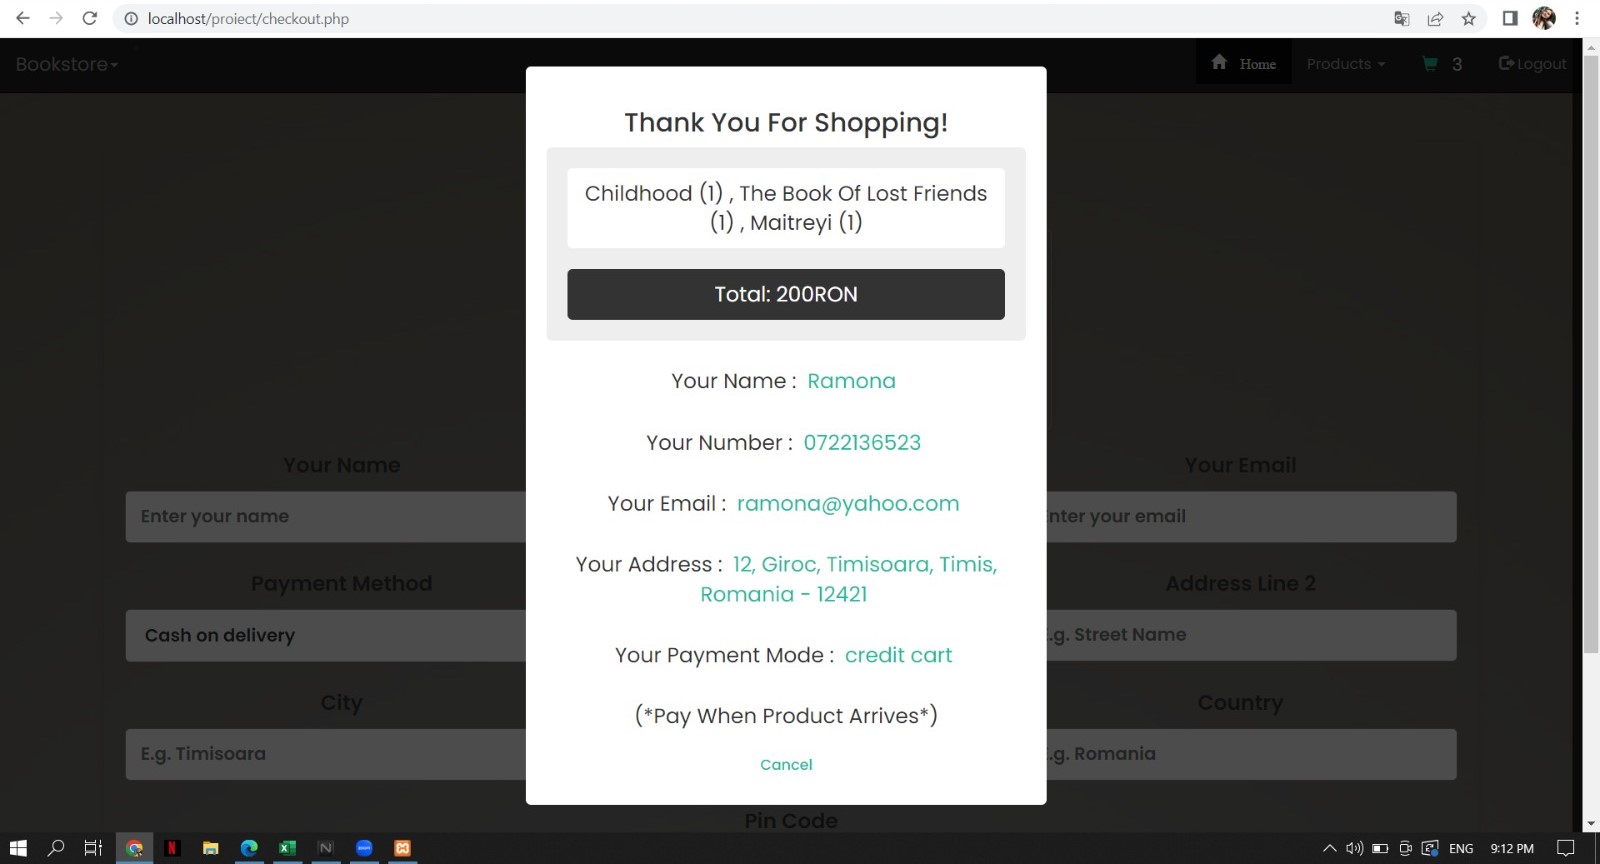 localhost/proiect/checkout.php
Bookstore
Home
Products
3
Logout
Thank You For Shopping!
Childhood (1) , The Book Of Lost Friends
(1) , Maitreyi (1)
Total: 200RON
Your Name : Ramona
Your Number : 0722136523
Your Email : ramona@yahoo.com
Your Address : 12, Giroc, Timisoara, Timis,
Romania - 12421
Your Payment Mode : credit cart
(*Pay When Product Arrives*)
Cancel
Your Name
Your Email
Enter your name
nter your email
Payment Method
Address Line 2
Cash on delivery
.g. Street Name
City
Country
E.g. Timisoara
.g. Romania
Pin Code
ENG
9:12 PM